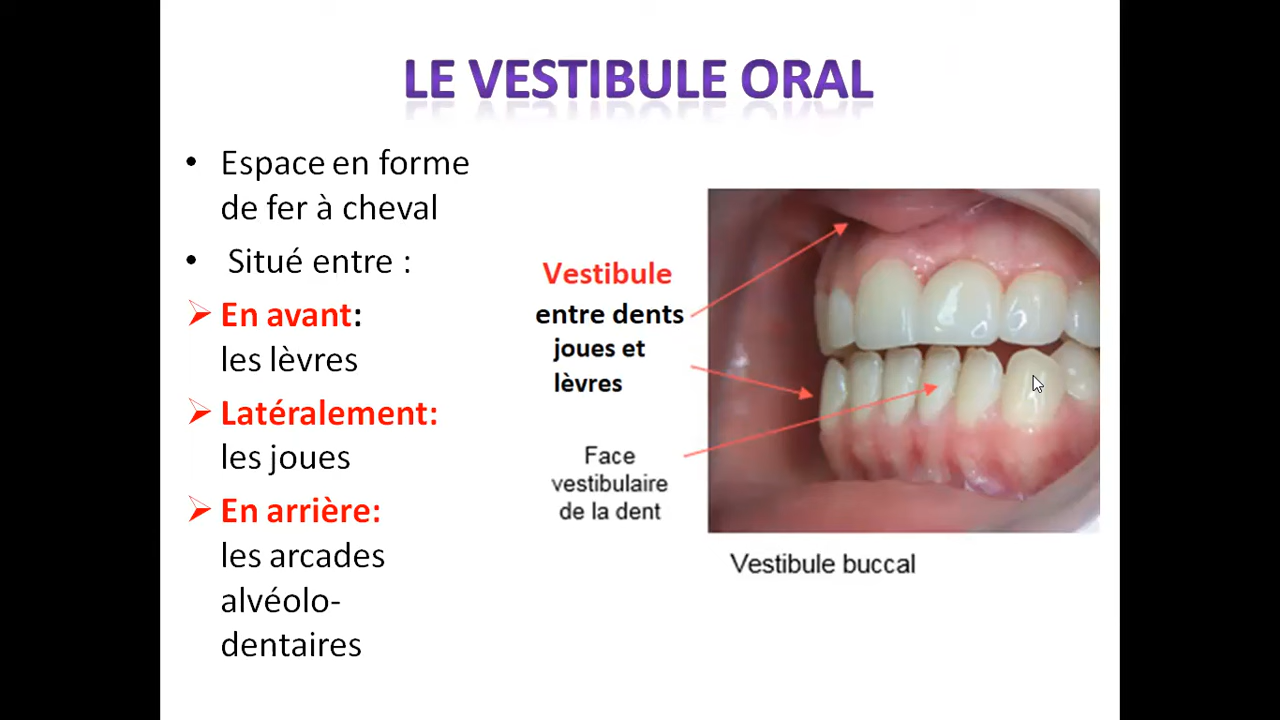 LE VESTIBULE ORAL
• Espace en forme
de fer à cheval
• Situé entre :
➢ En avant:
les lèvres
➢ Latéralement:
les joues
➢ En arrière:
les arcades
alvéolo-
dentaires
Vestibule
entre dents
joues et
lèvres
Face
vestibulaire
de la dent
Vestibule buccal